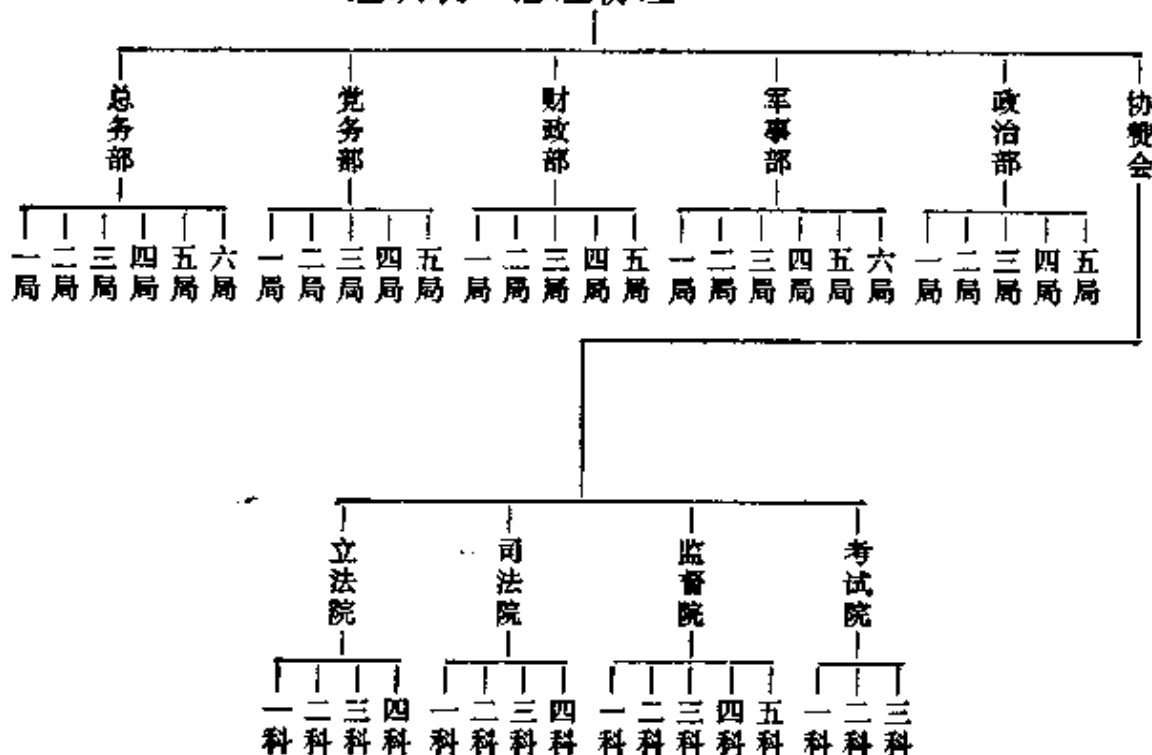 总务部 党务部 财政部 军事部 政治部 协赞会
一局 二局 三局 四局 五局 六局 一局 二局 三局 四局 五局 一局 二局 三局 四局 五局 一局 二局 三局 四局 五局 六局 一局 二局 三局 四局 五局
立法院 司法院 监督院 考试院
一科 二科 三科 四科 一科 二科 三科 四科 一科 二科 三科 四科 五科 一科 二科 三科